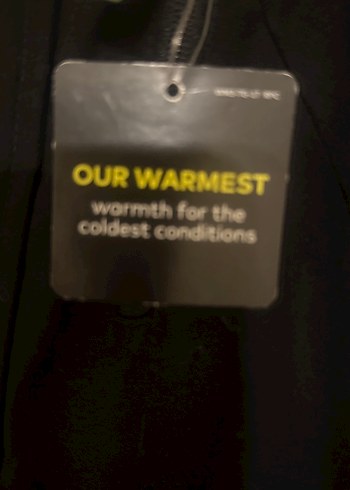 OUR WARMEST
warmth for the
coldest conditions